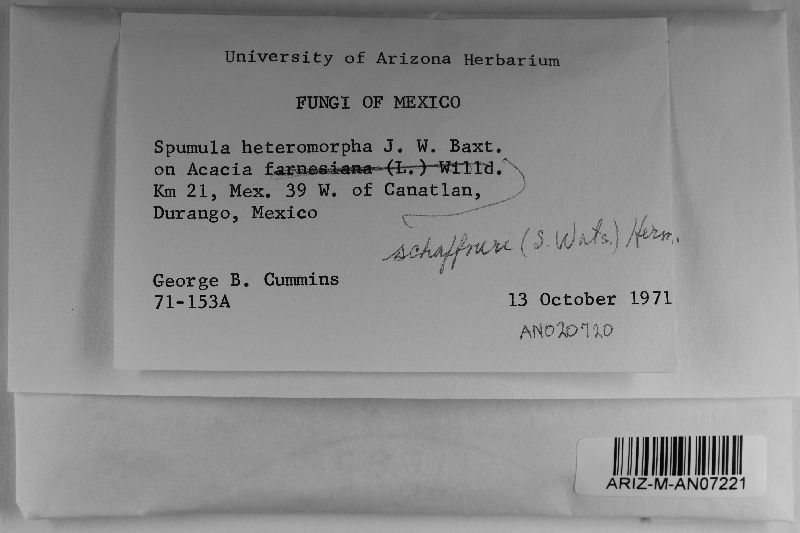 University of Arizona Herbarium
FUNGI OF MEXICO
Spumula heteromorpha J. W. Baxt.
on Acacia farnesiana (L.) Willd.
Km 21, Mex. 39 W. of Canatlan,
Durango, Mexico
schaffneri (S. Wats.) Herm.
George B. Cummins
71-153A
13 October 1971
AN020720
ARIZ-M-AN07221